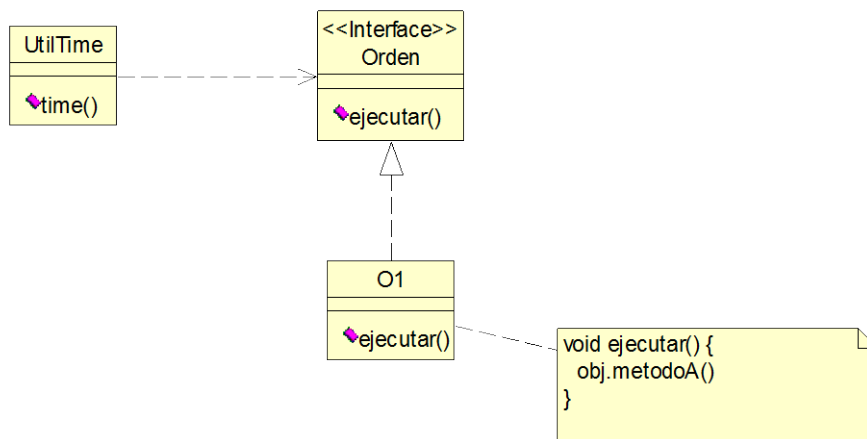 UtilTime
time()
<<Interface>>
Orden
ejecutar()
O1
ejecutar()
void ejecutar() {
obj.metodoA()
}